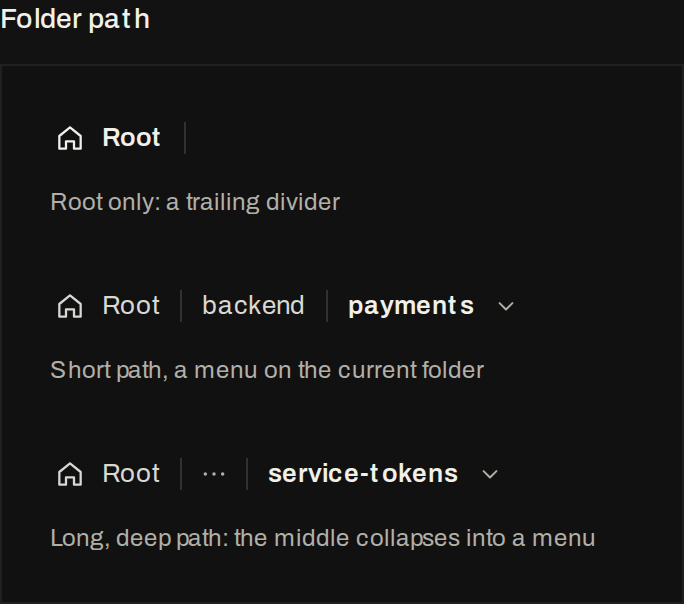 Folder path
Root
Root only: a trailing divider
Root backend payments
Short path, a menu on the current folder
Root ··· service-tokens
Long, deep path: the middle collapses into a menu